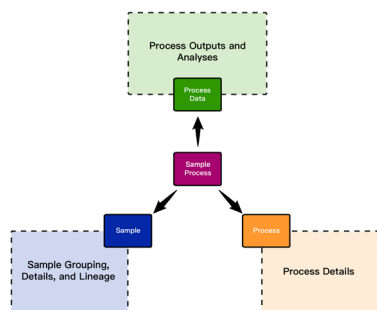 Process Outputs and
Analyses
Process
Data
Sample
Process
Sample
Process
Sample Grouping,
Details, and Lineage
Process Details